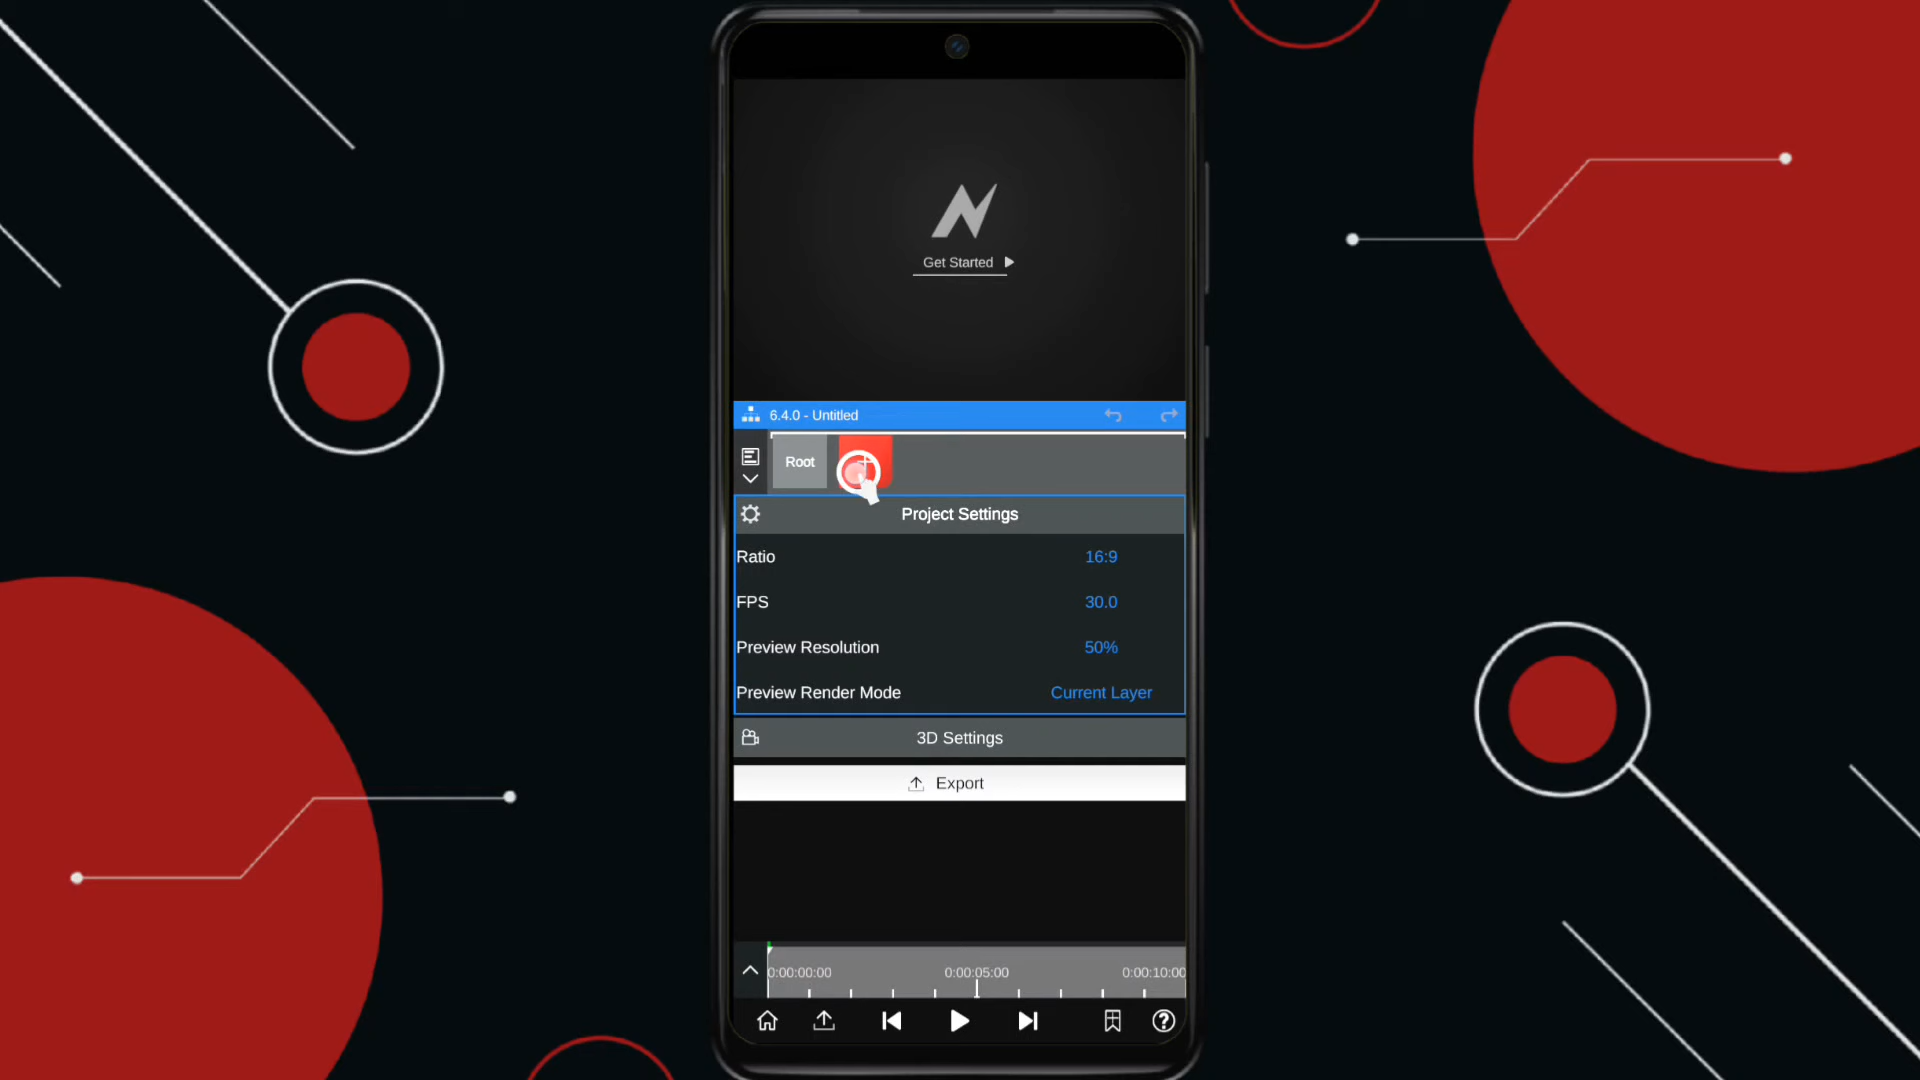 Get Started
6.4.0 - Untitled
Root
Project Settings
Ratio 16:9
FPS 30.0
Preview Resolution 50%
Preview Render Mode Current Layer
3D Settings
Export
0:00:00:00 0:00:05:00 0:00:10:00